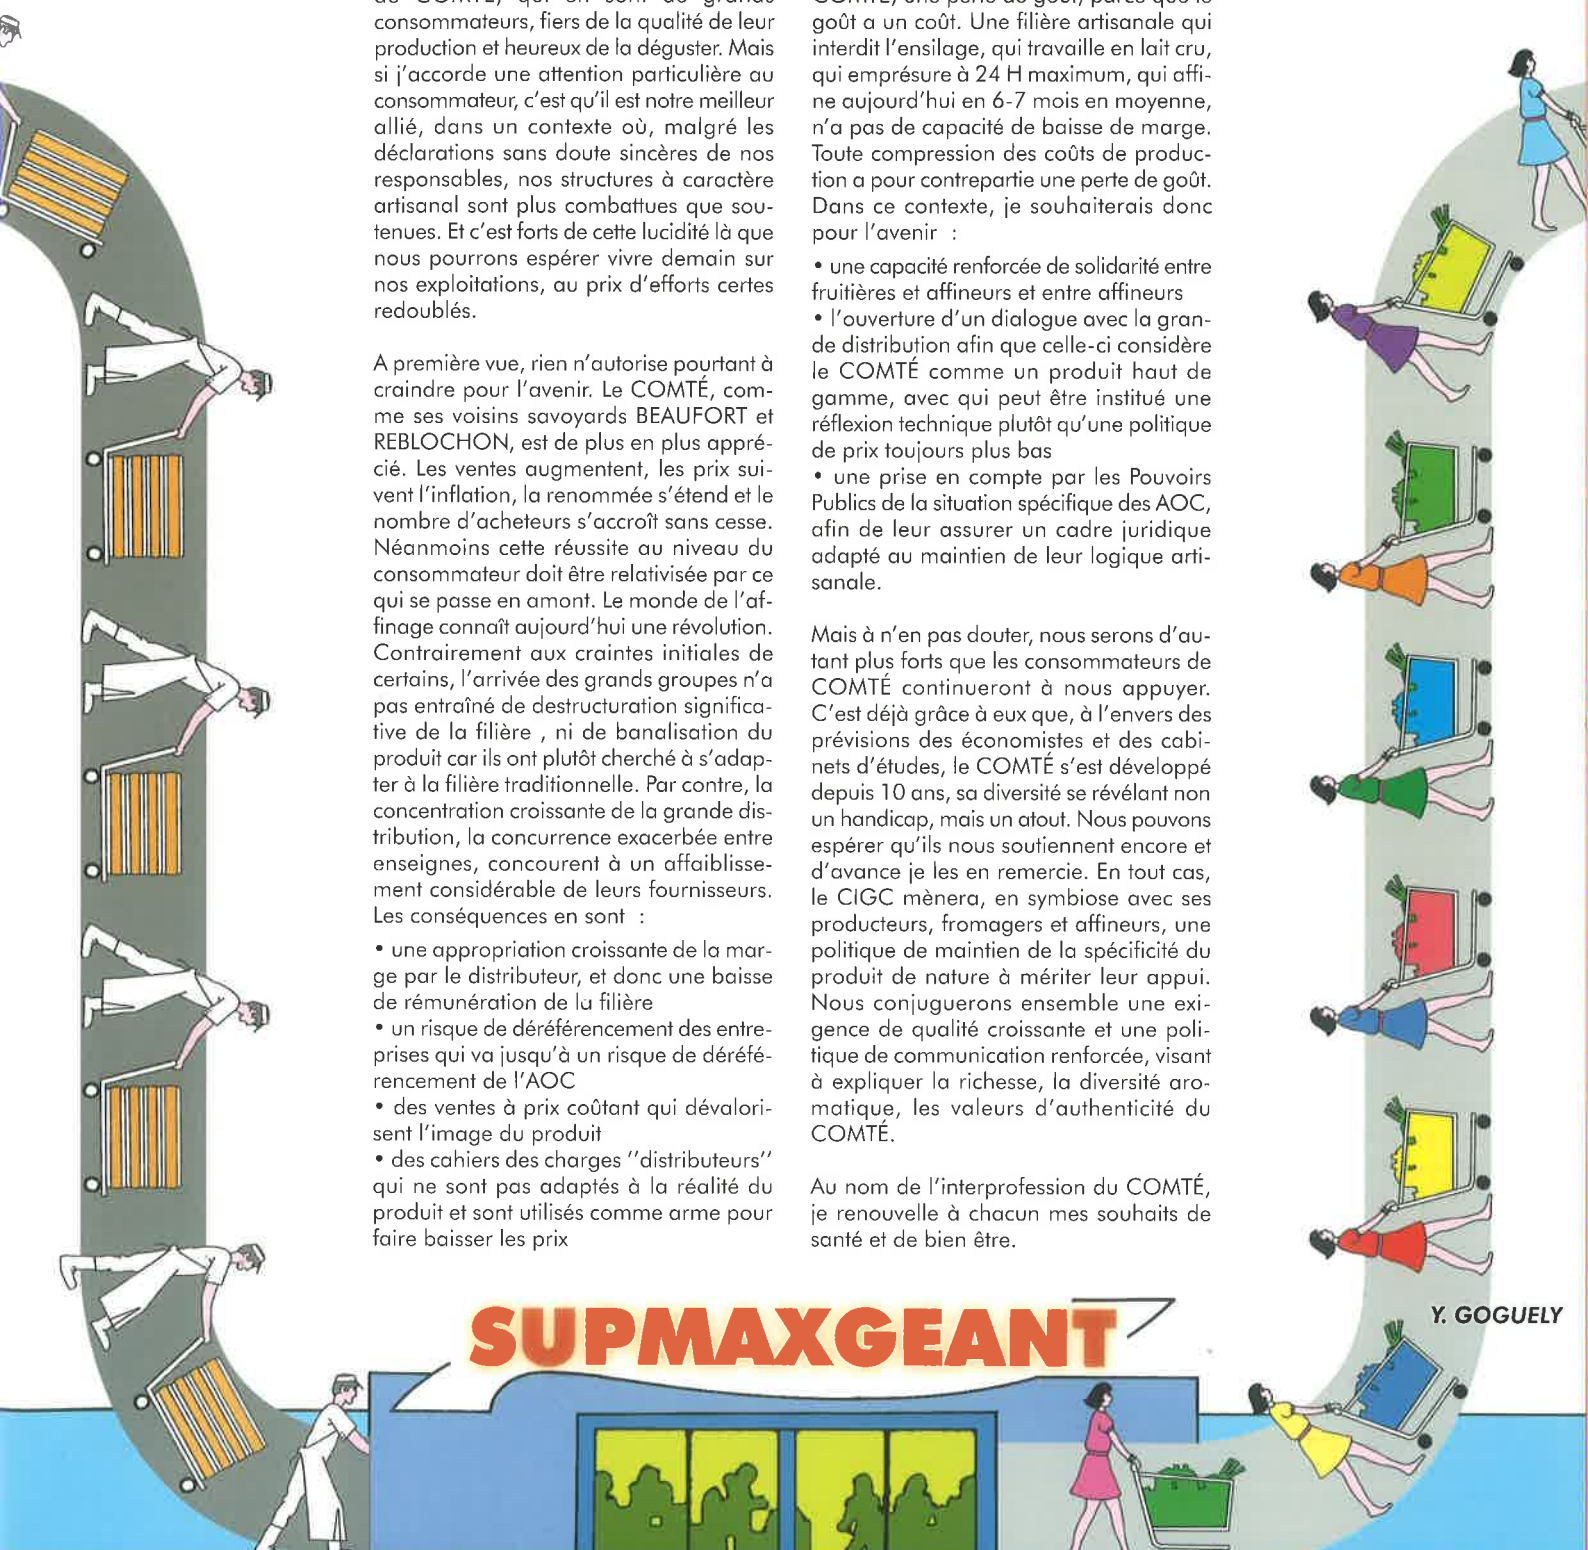 consommateurs, fiers de la qualité de leur
production et heureux de la déguster. Mais
si j'accorde une attention particulière au
consommateur, c'est qu'il est notre meilleur
allié, dans un contexte où, malgré les
déclarations sans doute sincères de nos
responsables, nos structures à caractère
artisanal sont plus combattues que sou-
tenues. Et c'est forts de cette lucidité là que
nous pourrons espérer vivre demain sur
nos exploitations, au prix d'efforts certes
redoublés.
A première vue, rien n'autorise pourtant à
craindre pour l'avenir. Le COMTÉ, com-
me ses voisins savoyards BEAUFORT et
REBLOCHON, est de plus en plus appré-
cié. Les ventes augmentent, les prix sui-
vent l'inflation, la renommée s'étend et le
nombre d'acheteurs s'accroît sans cesse.
Néanmoins cette réussite au niveau du
consommateur doit être relativisée par ce
qui se passe en amont. Le monde de l'af-
finage connaît aujourd'hui une révolution.
Contrairement aux craintes initiales de
certains, l'arrivée des grands groupes n'a
pas entraîné de destructuration significa-
tive de la filière , ni de banalisation du
produit car ils ont plutôt cherché à s'adap-
ter à la filière traditionnelle. Par contre, la
concentration croissante de la grande dis-
tribution, la concurrence exacerbée entre
enseignes, concourent à un affaiblisse-
ment considérable de leurs fournisseurs.
Les conséquences en sont :
• une appropriation croissante de la mar-
ge par le distributeur, et donc une baisse
de rémunération de la filière
• un risque de déréférencement des entre-
prises qui va jusqu'à un risque de déréfé-
rencement de l'AOC
• des ventes à prix coûtant qui dévalori-
sent l'image du produit
• des cahiers des charges "distributeurs"
qui ne sont pas adaptés à la réalité du
produit et sont utilisés comme arme pour
faire baisser les prix
goût a un coût. Une filière artisanale qui
interdit l'ensilage, qui travaille en lait cru,
qui emprésure à 24 H maximum, qui affi-
ne aujourd'hui en 6-7 mois en moyenne,
n'a pas de capacité de baisse de marge.
Toute compression des coûts de produc-
tion a pour contrepartie une perte de goût.
Dans ce contexte, je souhaiterais donc
pour l'avenir :
• une capacité renforcée de solidarité entre
fruitières et affineurs et entre affineurs
• l'ouverture d'un dialogue avec la gran-
de distribution afin que celle-ci considère
le COMTÉ comme un produit haut de
gamme, avec qui peut être institué une
réflexion technique plutôt qu'une politique
de prix toujours plus bas
• une prise en compte par les Pouvoirs
Publics de la situation spécifique des AOC,
afin de leur assurer un cadre juridique
adapté au maintien de leur logique arti-
sanale.
Mais à n'en pas douter, nous serons d'au-
tant plus forts que les consommateurs de
COMTÉ continueront à nous appuyer.
C'est déjà grâce à eux que, à l'envers des
prévisions des économistes et des cabi-
nets d'études, le COMTÉ s'est développé
depuis 10 ans, sa diversité se révélant non
un handicap, mais un atout. Nous pouvons
espérer qu'ils nous soutiennent encore et
d'avance je les en remercie. En tout cas,
le CIGC mènera, en symbiose avec ses
producteurs, fromagers et affineurs, une
politique de maintien de la spécificité du
produit de nature à mériter leur appui.
Nous conjuguerons ensemble une exi-
gence de qualité croissante et une poli-
tique de communication renforcée, visant
à expliquer la richesse, la diversité aro-
matique, les valeurs d'authenticité du
COMTÉ.
Au nom de l'interprofession du COMTÉ,
je renouvelle à chacun mes souhaits de
santé et de bien être.
Y. GOGUELY
SUPMAXGEANT